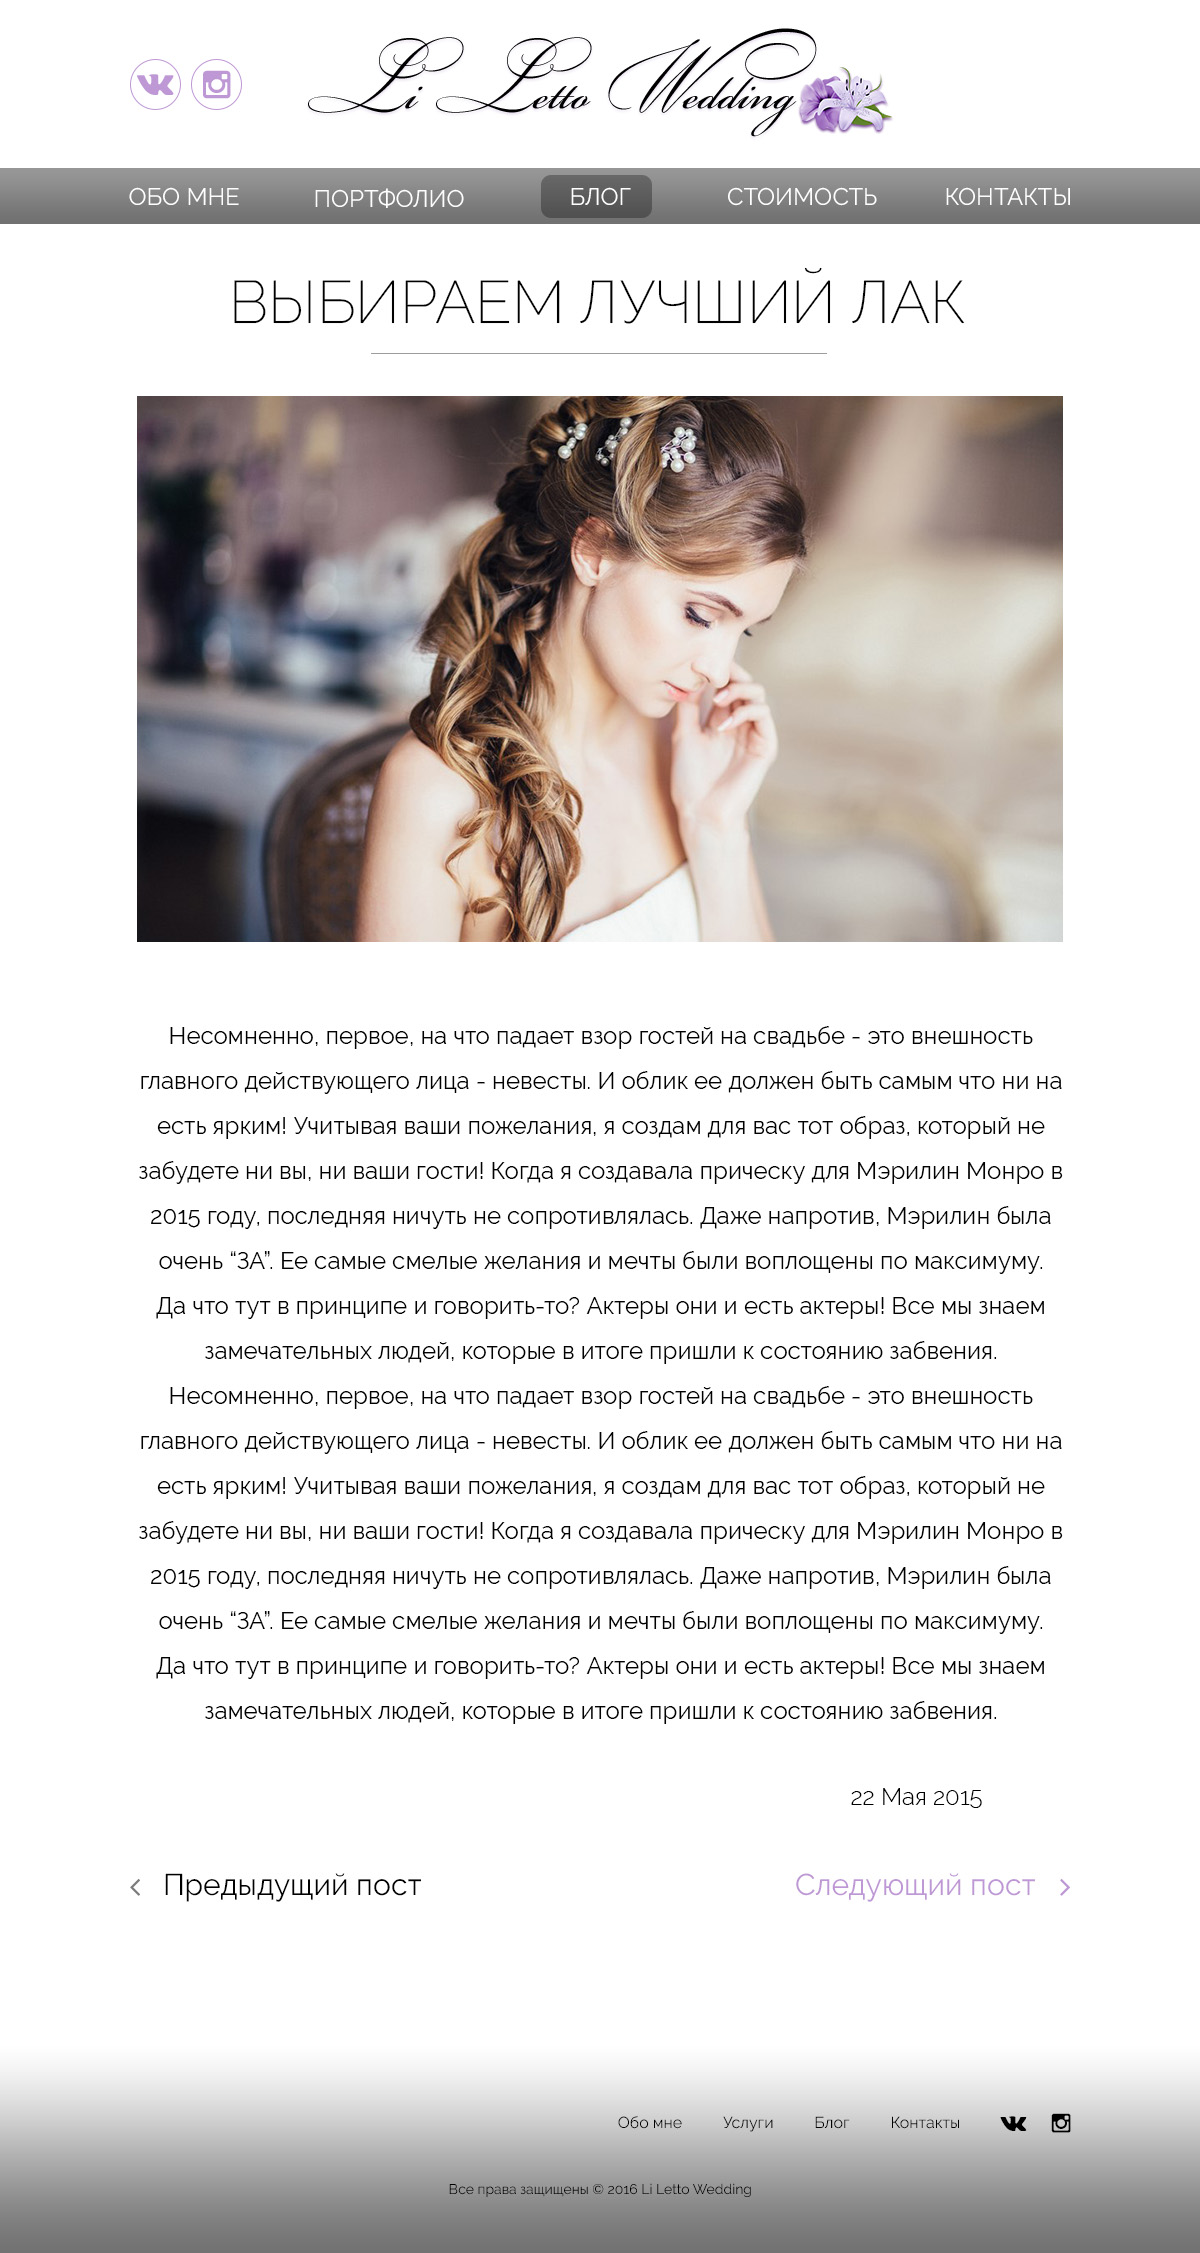 Li Letto Wedding
ОБО МНЕ ПОРТФОЛИО БЛОГ СТОИМОСТЬ КОНТАКТЫ
ВЫБИРАЕМ ЛУЧШИЙ ЛАК
Несомненно, первое, на что падает взор гостей на свадьбе - это внешность
главного действующего лица - невесты. И облик ее должен быть самым что ни на
есть ярким! Учитывая ваши пожелания, я создам для вас тот образ, который не
забудете ни вы, ни ваши гости! Когда я создавала прическу для Мэрилин Монро в
2015 году, последняя ничуть не сопротивлялась. Даже напротив, Мэрилин была
очень “ЗА”. Ее самые смелые желания и мечты были воплощены по максимуму.
Да что тут в принципе и говорить-то? Актеры они и есть актеры! Все мы знаем
замечательных людей, которые в итоге пришли к состоянию забвения.
Несомненно, первое, на что падает взор гостей на свадьбе - это внешность
главного действующего лица - невесты. И облик ее должен быть самым что ни на
есть ярким! Учитывая ваши пожелания, я создам для вас тот образ, который не
забудете ни вы, ни ваши гости! Когда я создавала прическу для Мэрилин Монро в
2015 году, последняя ничуть не сопротивлялась. Даже напротив, Мэрилин была
очень “ЗА”. Ее самые смелые желания и мечты были воплощены по максимуму.
Да что тут в принципе и говорить-то? Актеры они и есть актеры! Все мы знаем
замечательных людей, которые в итоге пришли к состоянию забвения.
22 Мая 2015
Предыдущий пост Следующий пост
Обо мне Услуги Блог Контакты
Все права защищены © 2016 Li Letto Wedding